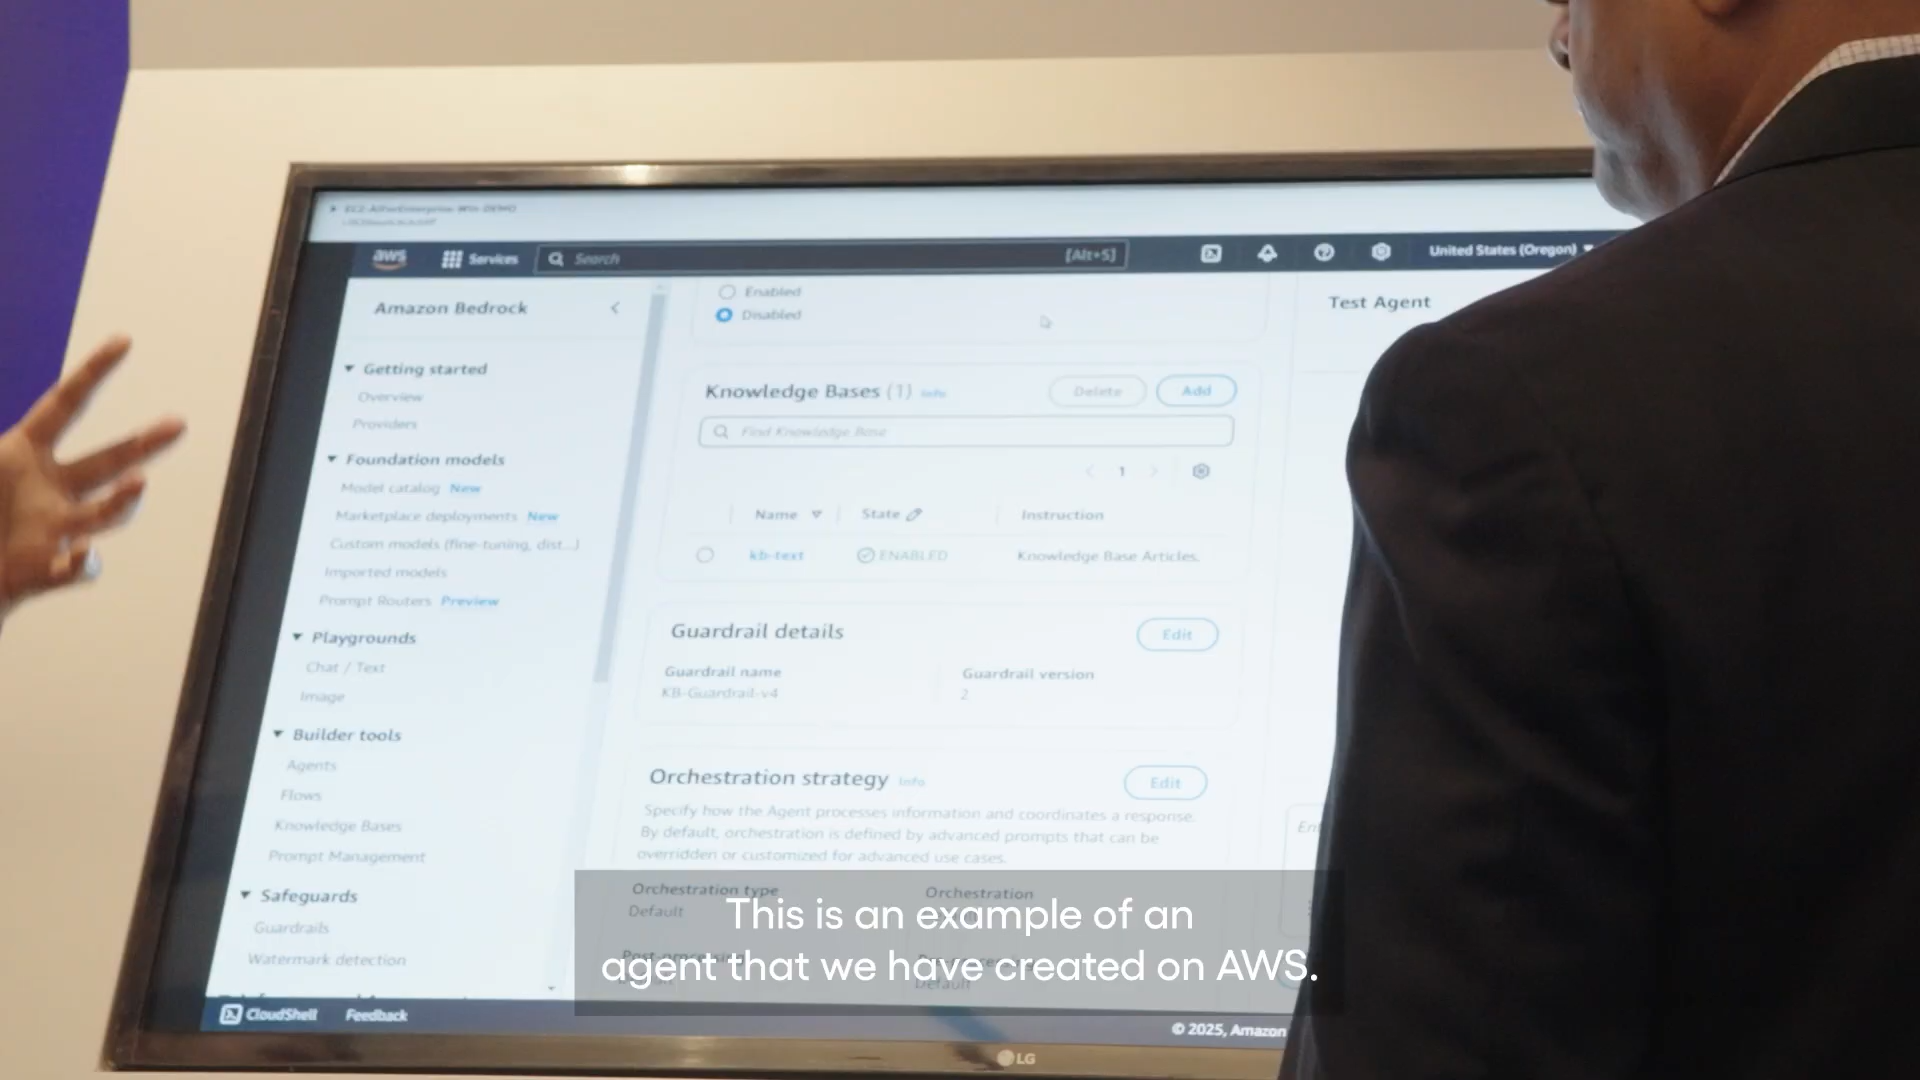 aws
Services
Search
[Alt+S]
United States (Oregon)
Amazon Bedrock
Getting started
Overview
Providers
Foundation models
Model catalog New
Marketplace deployments New
Custom models (fine-tuning, dist...)
Imported models
Prompt Routers Preview
Playgrounds
Chat / Text
Image
Builder tools
Agents
Flows
Knowledge Bases
Prompt Management
Safeguards
Guardrails
Watermark detection
CloudShell
Feedback
Enabled
Disabled
Knowledge Bases (1) Info
Delete
Add
Find Knowledge Base
1
Name
State
Instruction
kb-text
ENABLED
Knowledge Base Articles.
Guardrail details
Edit
Guardrail name
Guardrail version
KB-Guardrail-v4
2
Orchestration strategy Info
Edit
Specify how the Agent processes information and coordinates a response.
By default, orchestration is defined by advanced prompts that can be
overridden or customized for advanced use cases.
Orchestration type
Orchestration
Default
Default
Test Agent
© 2025, Amazon
LG
This is an example of an
agent that we have created on AWS.